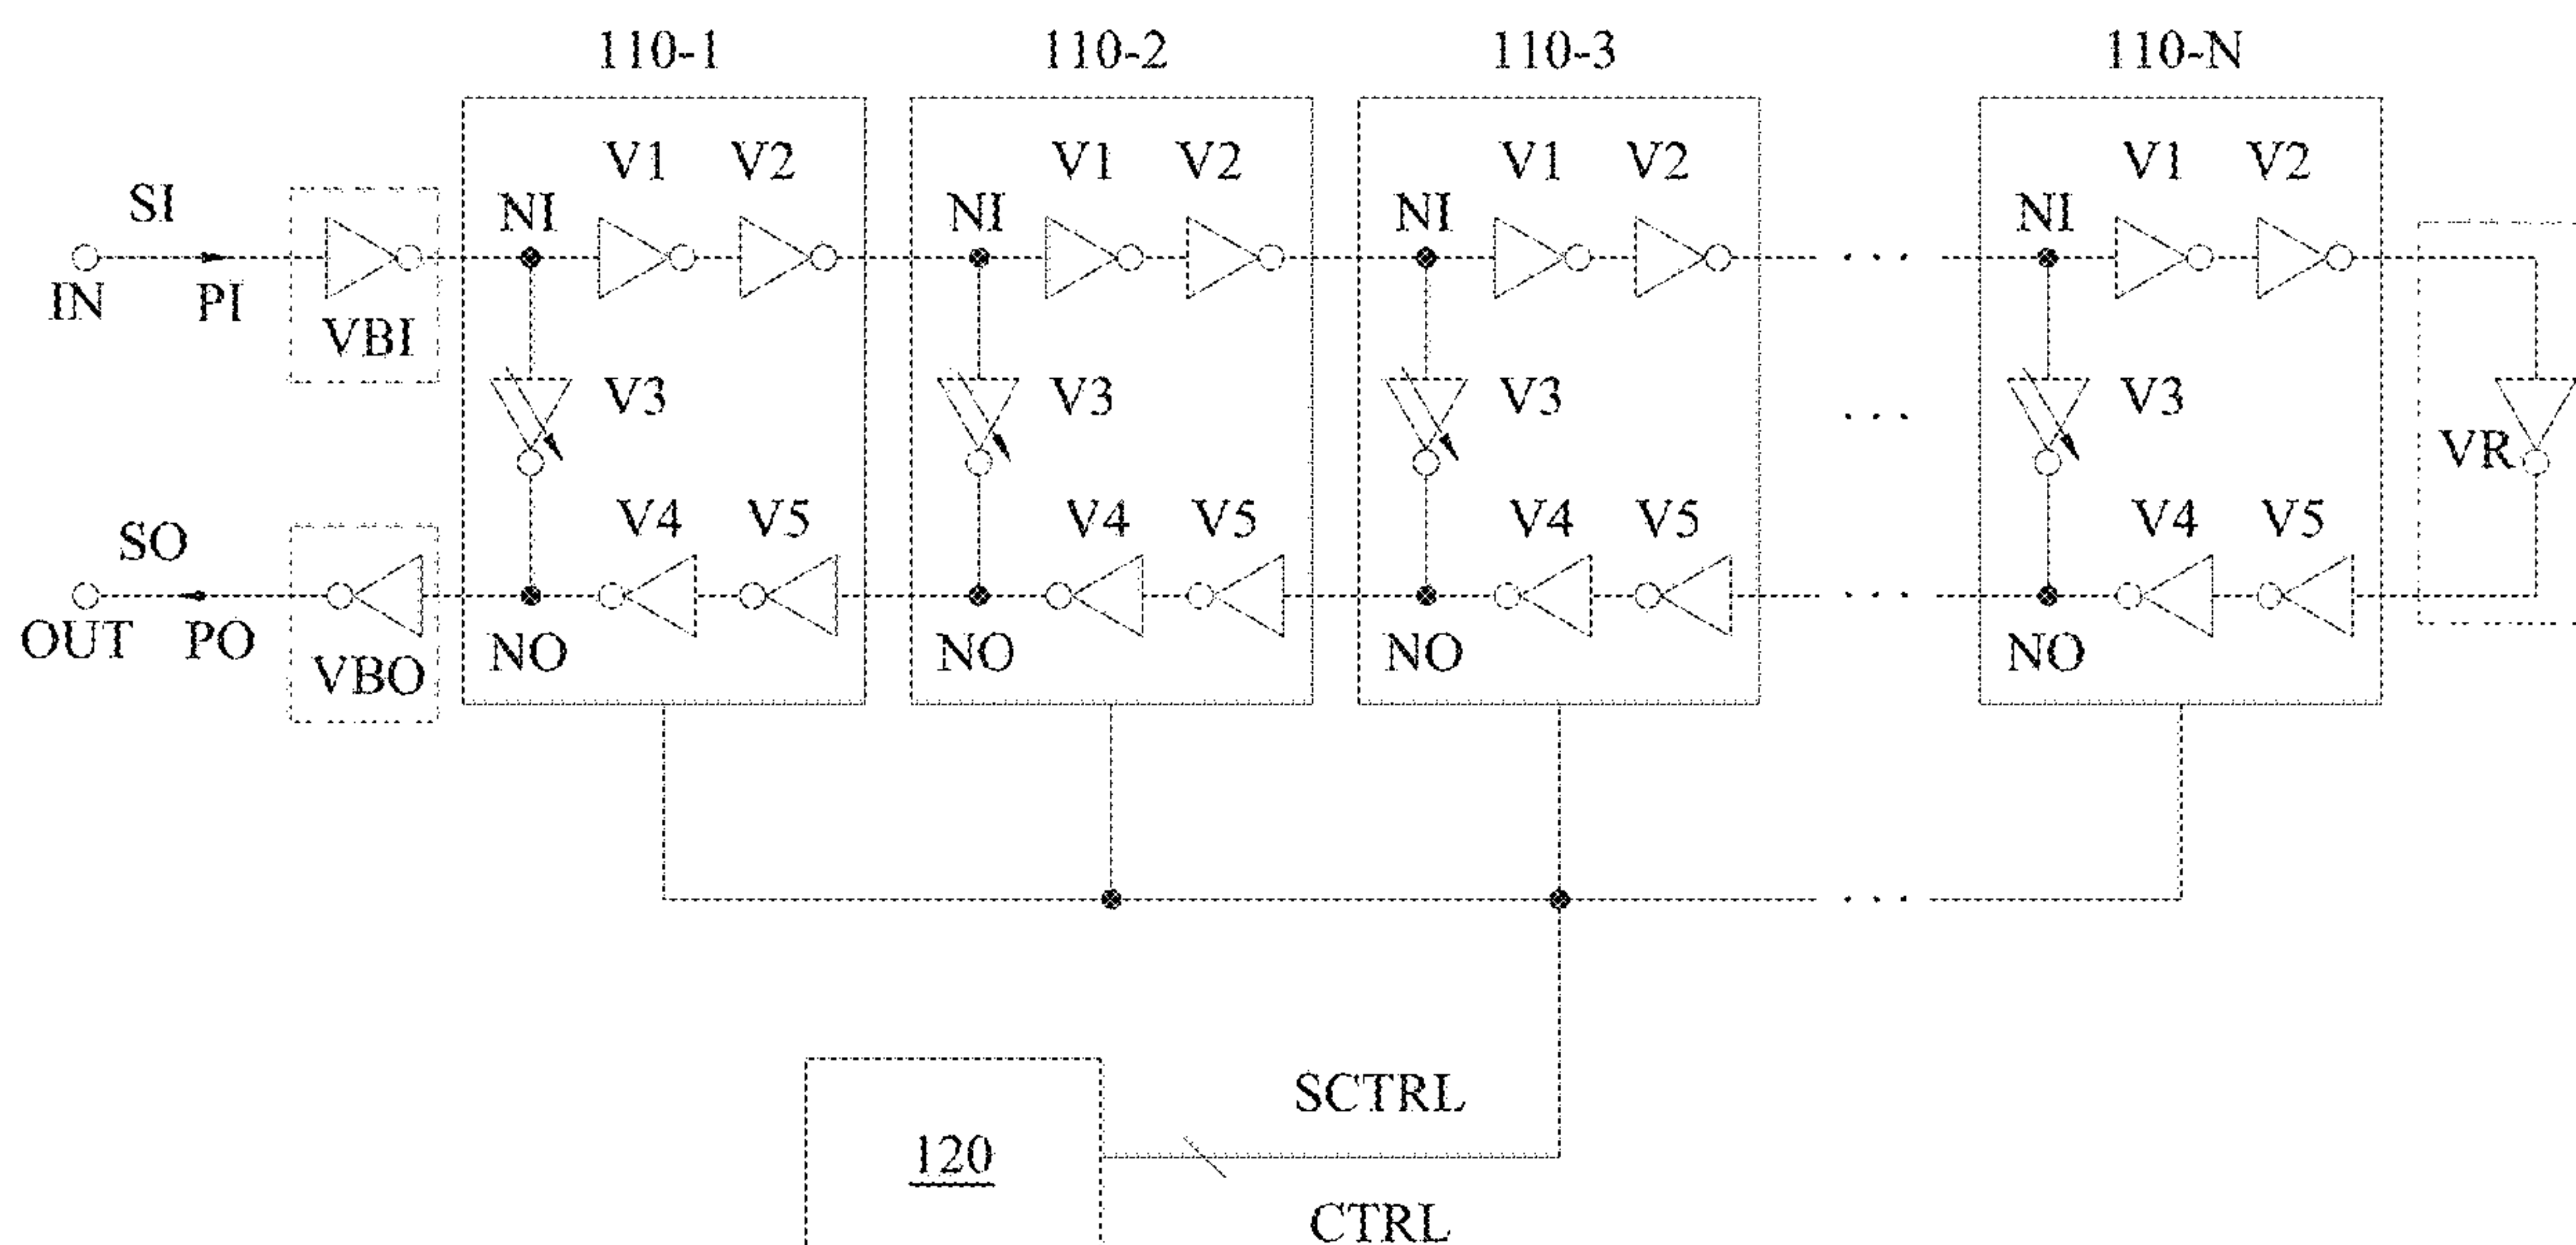 110-1 110-2 110-3 110-N
V1 V2 V1 V2 V1 V2 V1 V2
SI NI NI NI NI
IN PI
VBI
V3 V3 V3 ... V3
VR
V4 V5 V4 V5 V4 V5 V4 V5
SO
OUT PO
VBO NO NO NO NO
SCTRL
120
CTRL